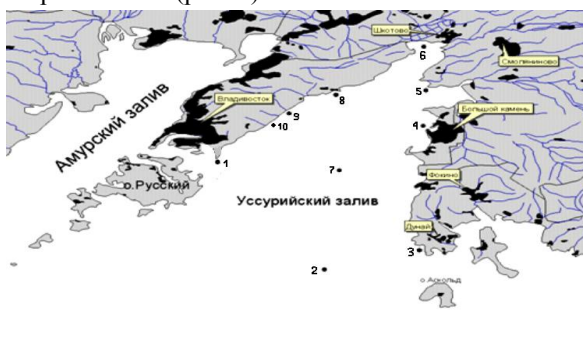 Шкотово
6
Смоляниново
5
8
Большой камень
Владивосток
9
10
4
Амурский залив
1
7
Фокино
о.Русский
Уссурийский залив
Дунай
3
2
о.Аскольд